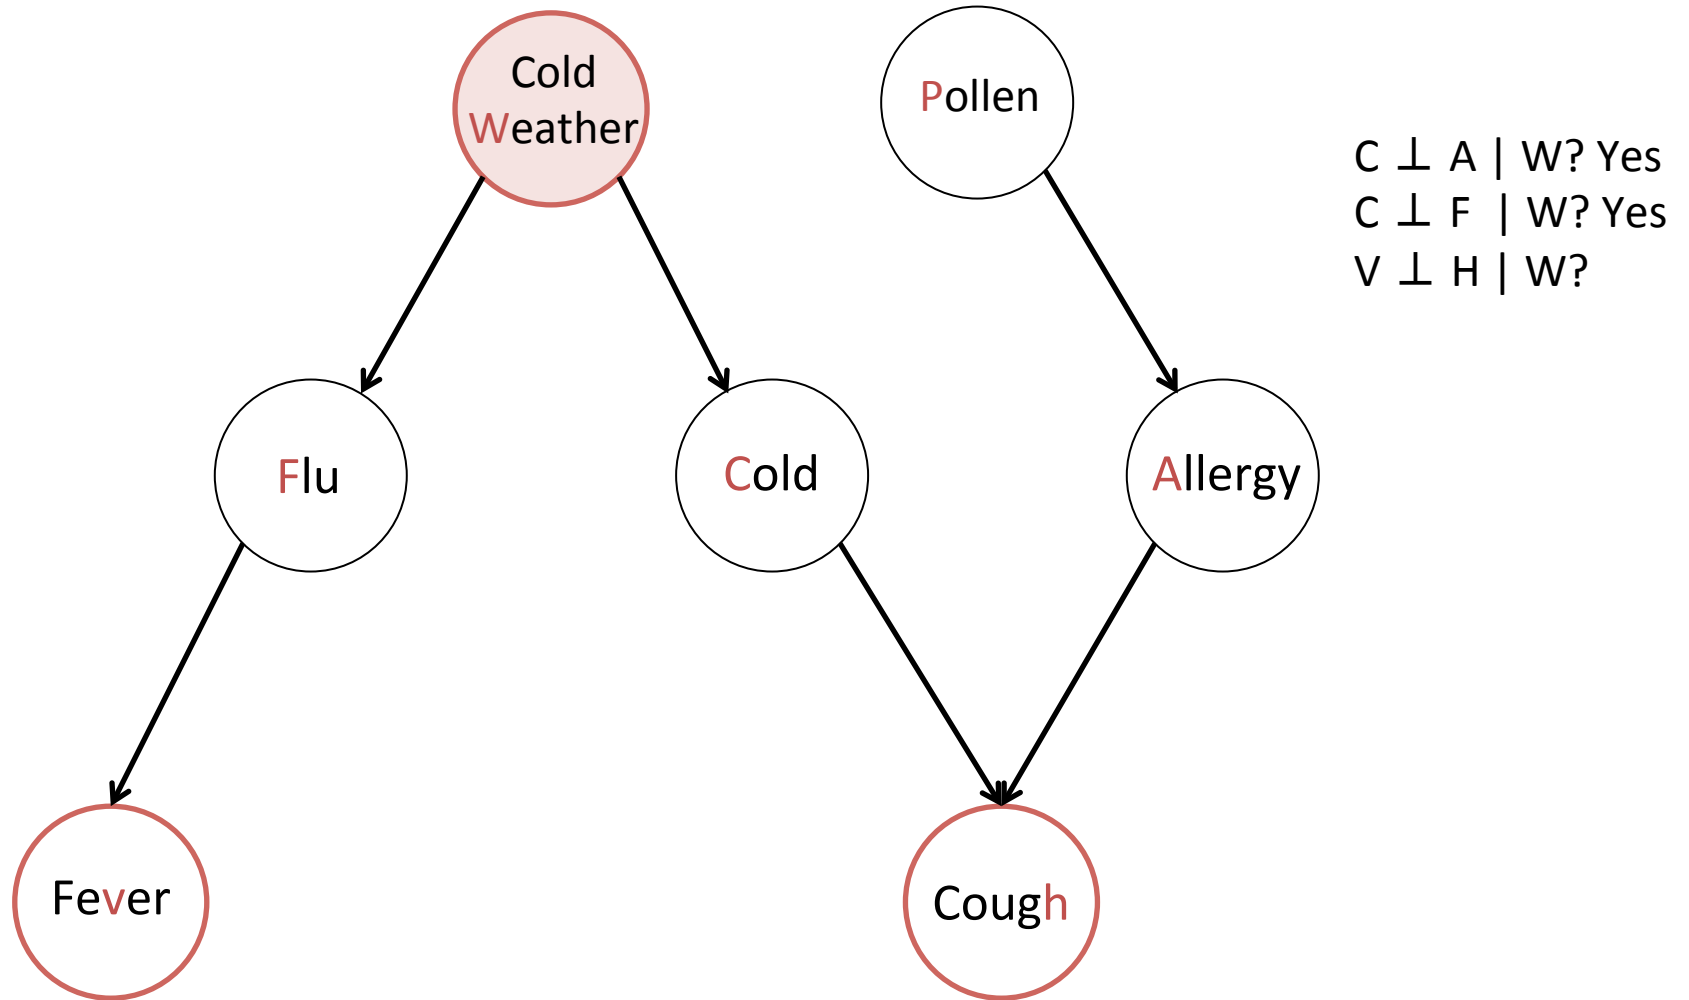 Cold
Weather
Pollen
C ⊥ A | W? Yes
C ⊥ F | W? Yes
V ⊥ H | W?
Flu
Cold
Allergy
Fever
Cough